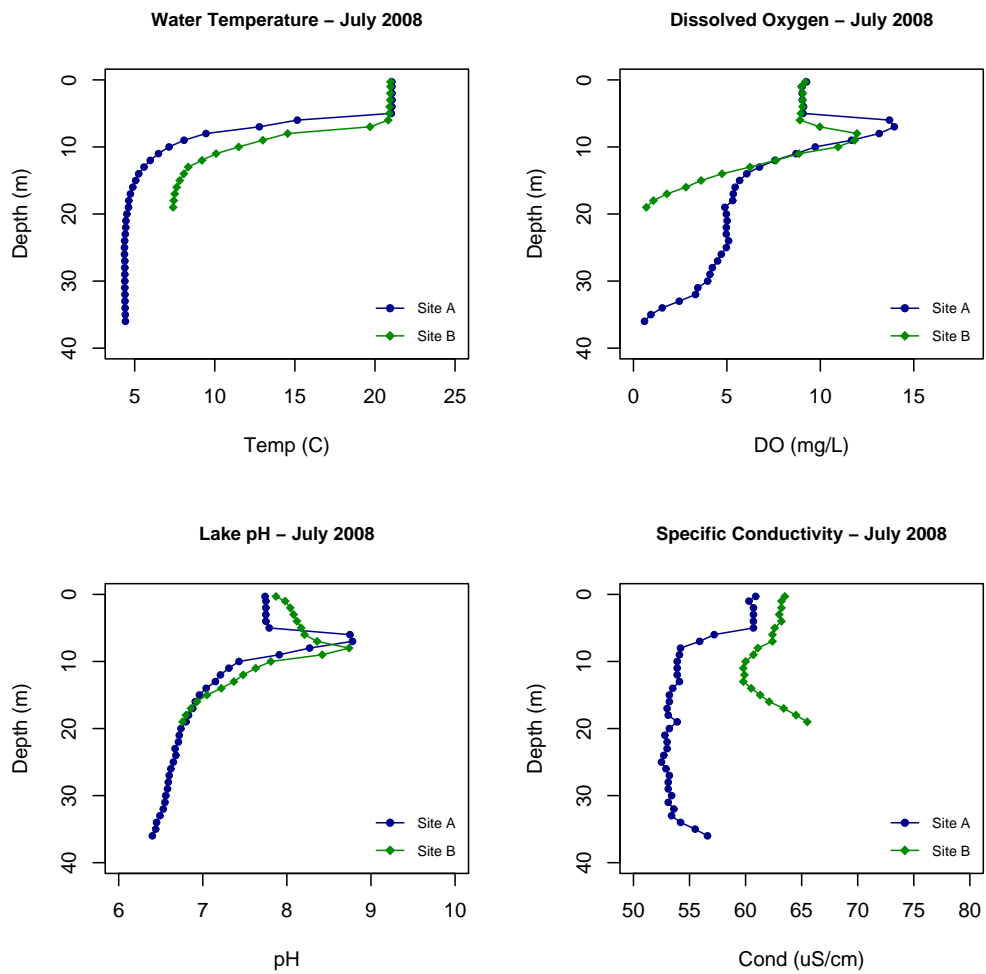 Water Temperature – July 2008
0
10
20
30
40
Depth (m)
5
10
15
20
25
Temp (C)
Site A
Site B
Dissolved Oxygen – July 2008
0
10
20
30
40
Depth (m)
0
5
10
15
DO (mg/L)
Site A
Site B
Lake pH – July 2008
0
10
20
30
40
Depth (m)
6
7
8
9
10
pH
Site A
Site B
Specific Conductivity – July 2008
0
10
20
30
40
Depth (m)
50
55
60
65
70
75
80
Cond (uS/cm)
Site A
Site B